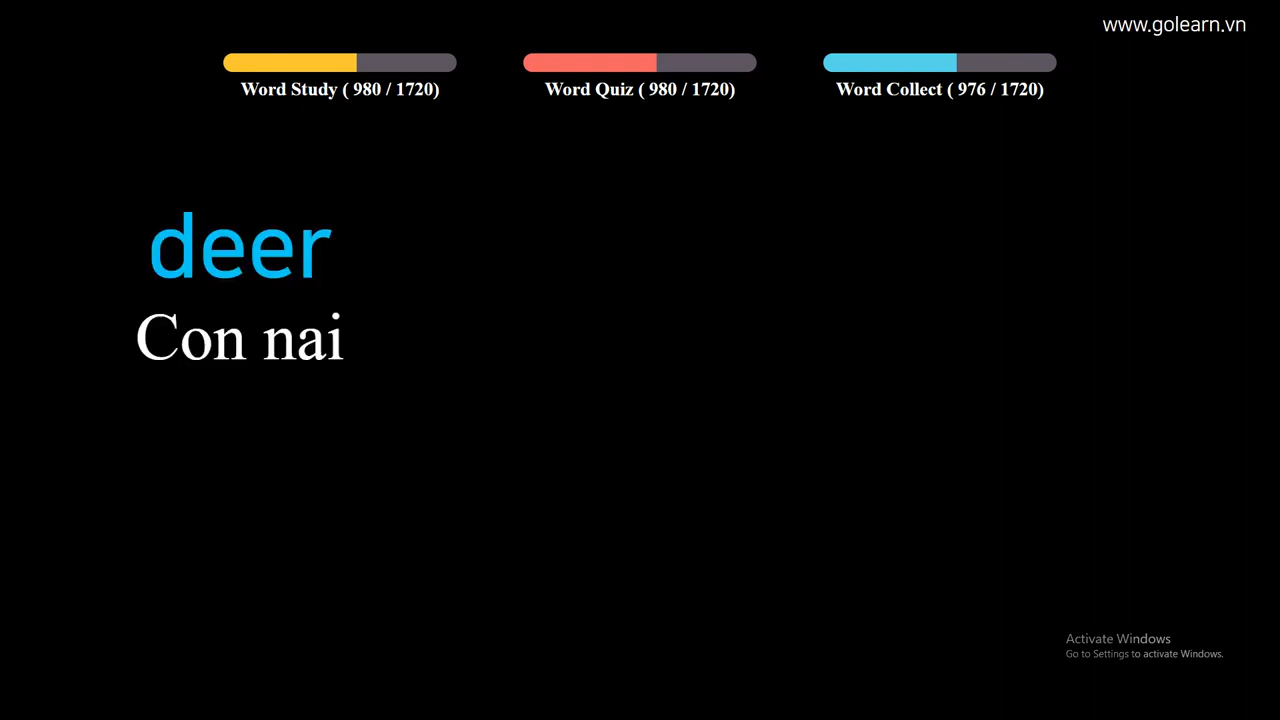 www.golearn.vn
Word Study ( 980 / 1720)
Word Quiz ( 980 / 1720)
Word Collect ( 976 / 1720)
deer
Con nai
Activate Windows
Go to Settings to activate Windows.